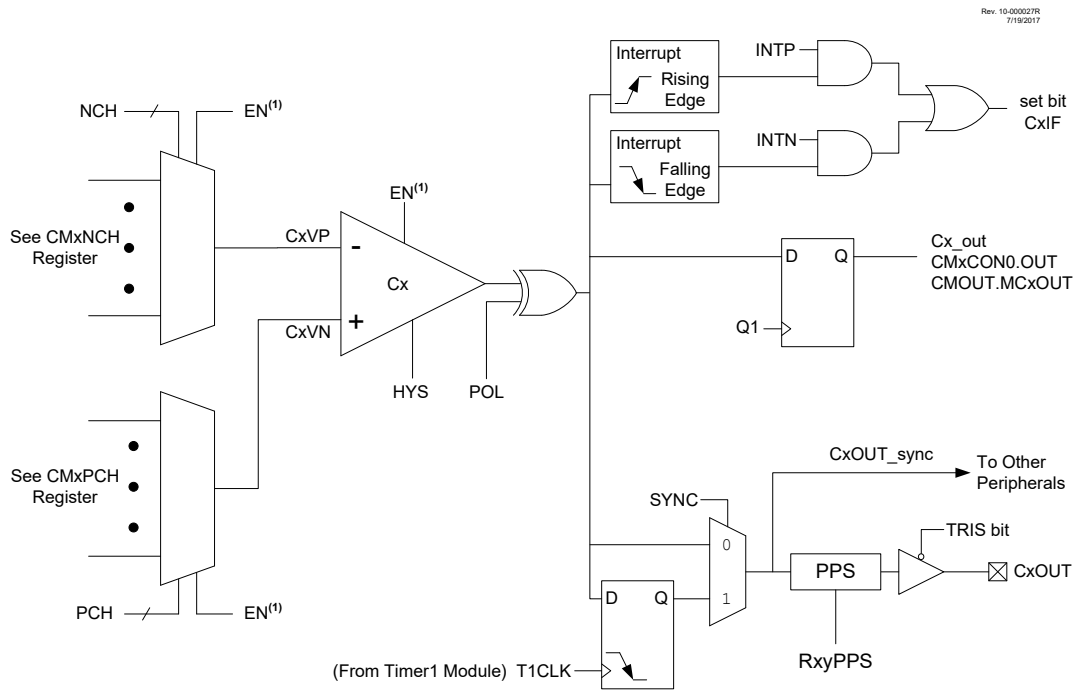 Rev. 10-000027R
7/19/2017
NCH
EN(1)
See CMxNCH
Register
CxVP
EN(1)
-
Cx
+
CxVN
HYS
POL
See CMxPCH
Register
PCH
EN(1)
Interrupt
Rising
Edge
INTP
Interrupt
Falling
Edge
INTN
set bit
CxIF
D
Q
Q1
Cx_out
CMxCON0.OUT
CMOUT.MCxOUT
CxOUT_sync
To Other
Peripherals
SYNC
0
1
TRIS bit
PPS
CxOUT
RxyPPS
D
Q
(From Timer1 Module) T1CLK